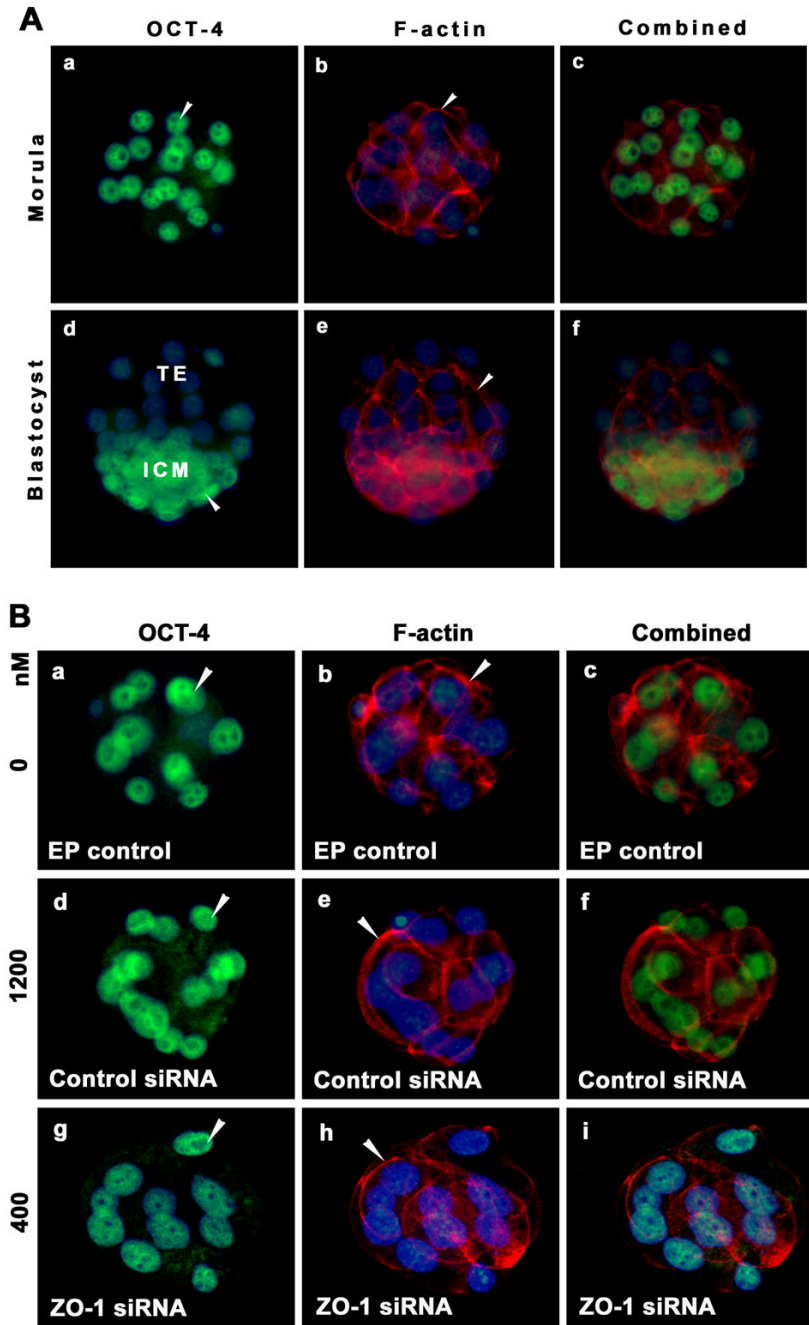 A
OCT-4 F-actin Combined
Morula
a b c
Blastocyst
d e f
TE
ICM
B
OCT-4 F-actin Combined
nM
0
a b c
EP control EP control EP control
1200
d e f
Control siRNA Control siRNA Control siRNA
400
g h i
ZO-1 siRNA ZO-1 siRNA ZO-1 siRNA